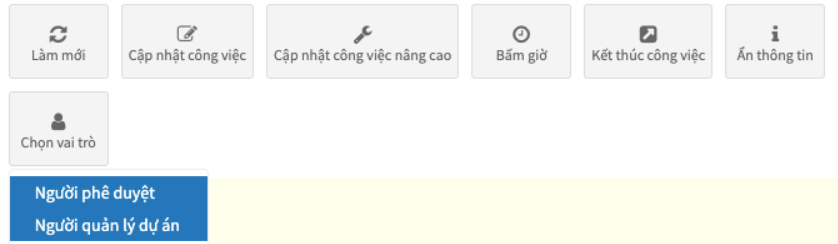 Làm mới
Cập nhật công việc
Cập nhật công việc nâng cao
Bấm giờ
Kết thúc công việc
Ẩn thông tin
Chọn vai trò
Người phê duyệt
Người quản lý dự án